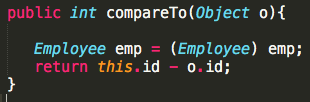 public int compareTo(Object o){
Employee emp = (Employee) emp;
return this.id - o.id;
}